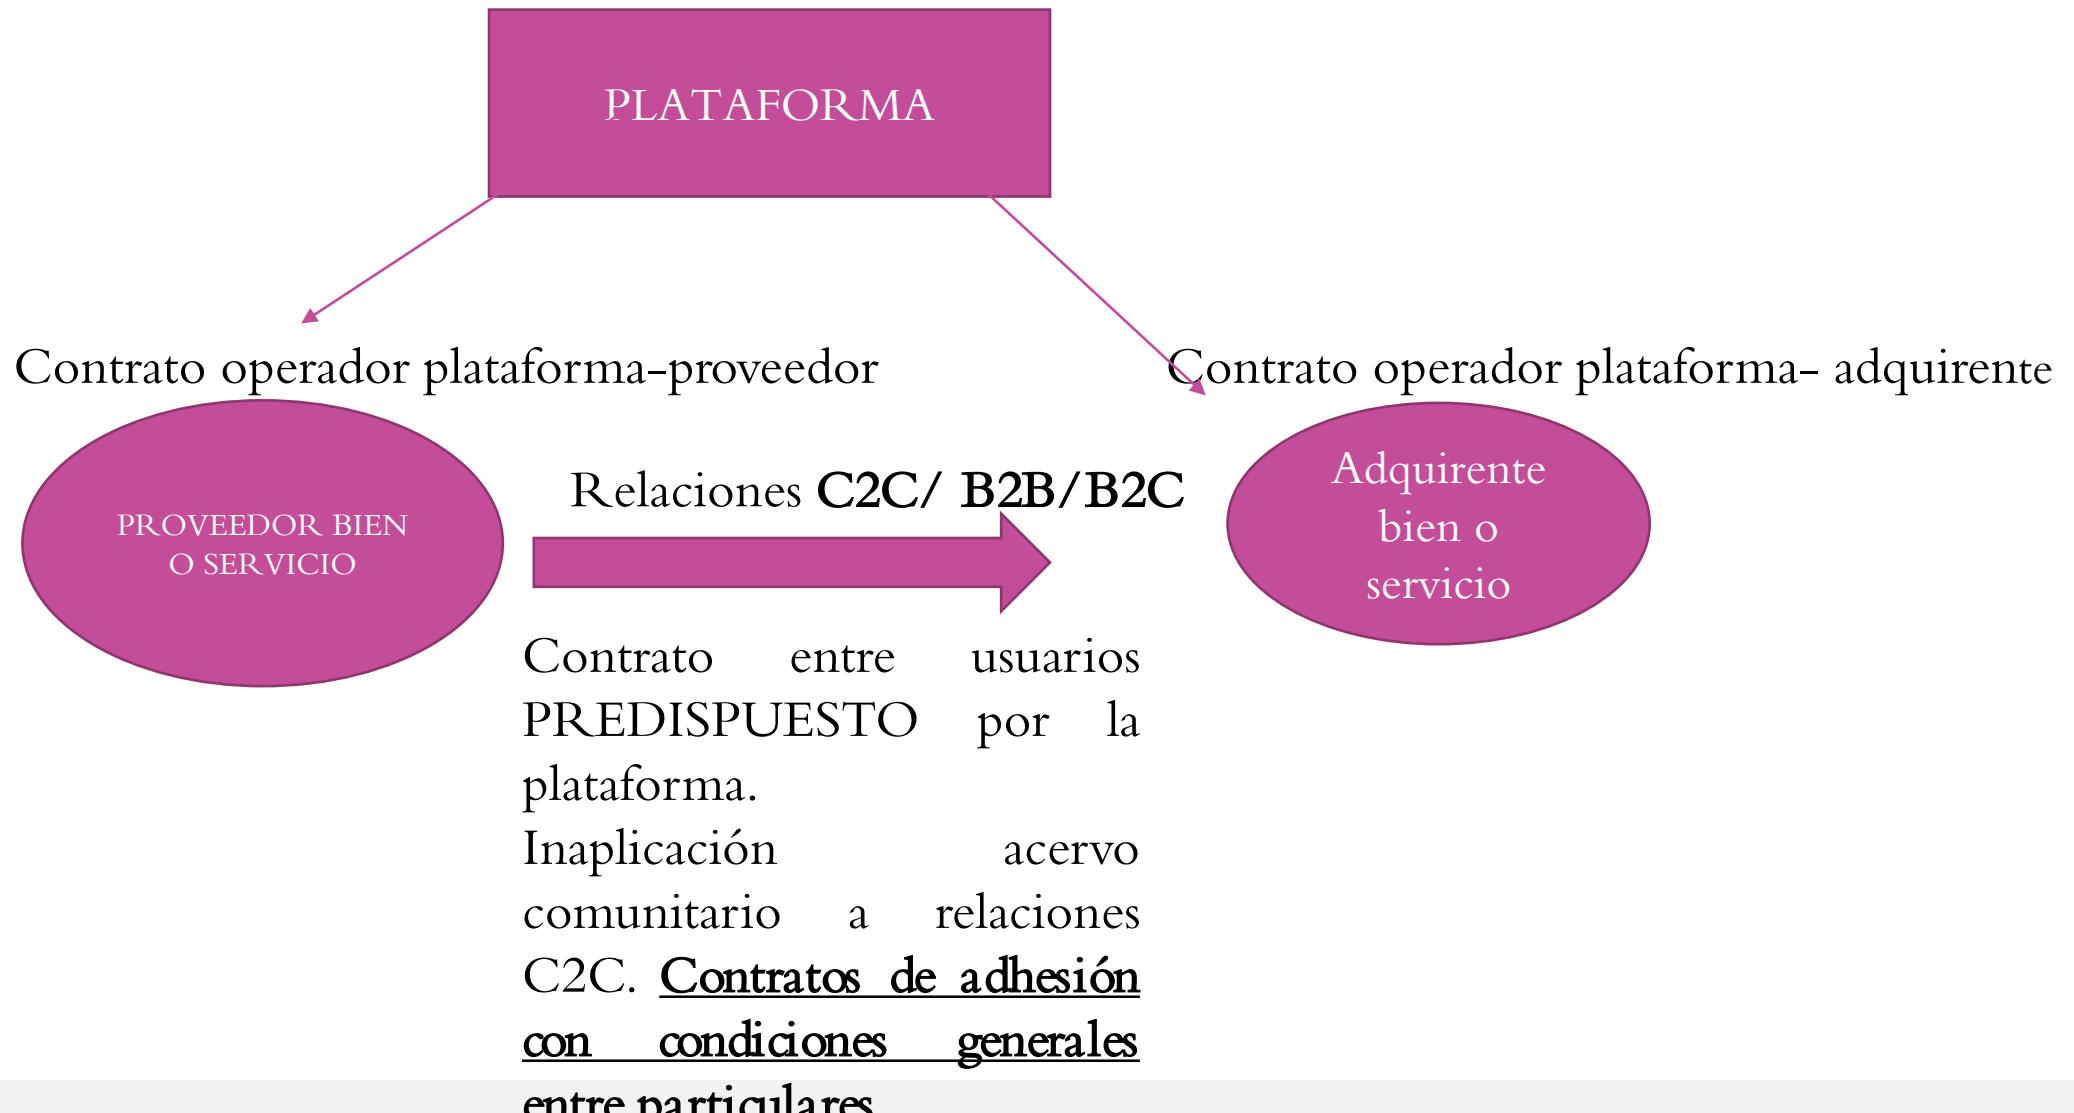 PLATAFORMA
Contrato operador plataforma-proveedor
Contrato operador plataforma- adquirente
PROVEEDOR BIEN
O SERVICIO
Relaciones C2C/ B2B/B2C
Adquirente
bien o
servicio
Contrato entre usuarios
PREDISPUESTO por la
plataforma.
Inaplicación acervo
comunitario a relaciones
C2C. Contratos de adhesión
con condiciones generales
entre particulares